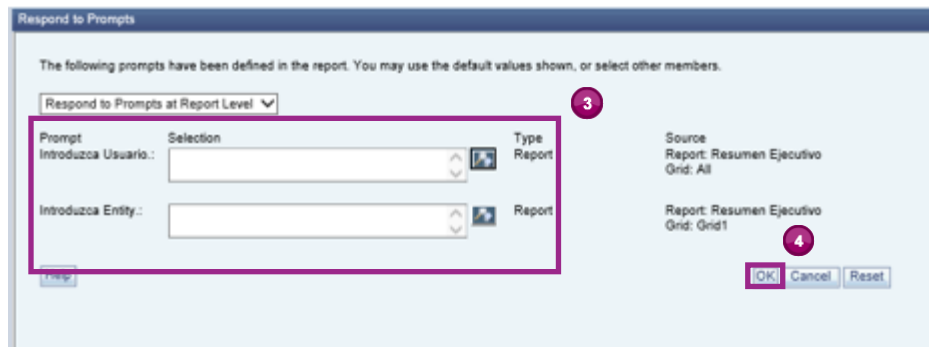 Respond to Prompts
The following prompts have been defined in the report. You may use the default values shown, or select other members.
Respond to Prompts at Report Level
3
Prompt Selection Type Source
Introduzca Usuario.: Report Report: Resumen Ejecutivo
Grid: All
Introduzca Entity.: Report Report: Resumen Ejecutivo
Grid: Grid1
4
Help OK Cancel Reset